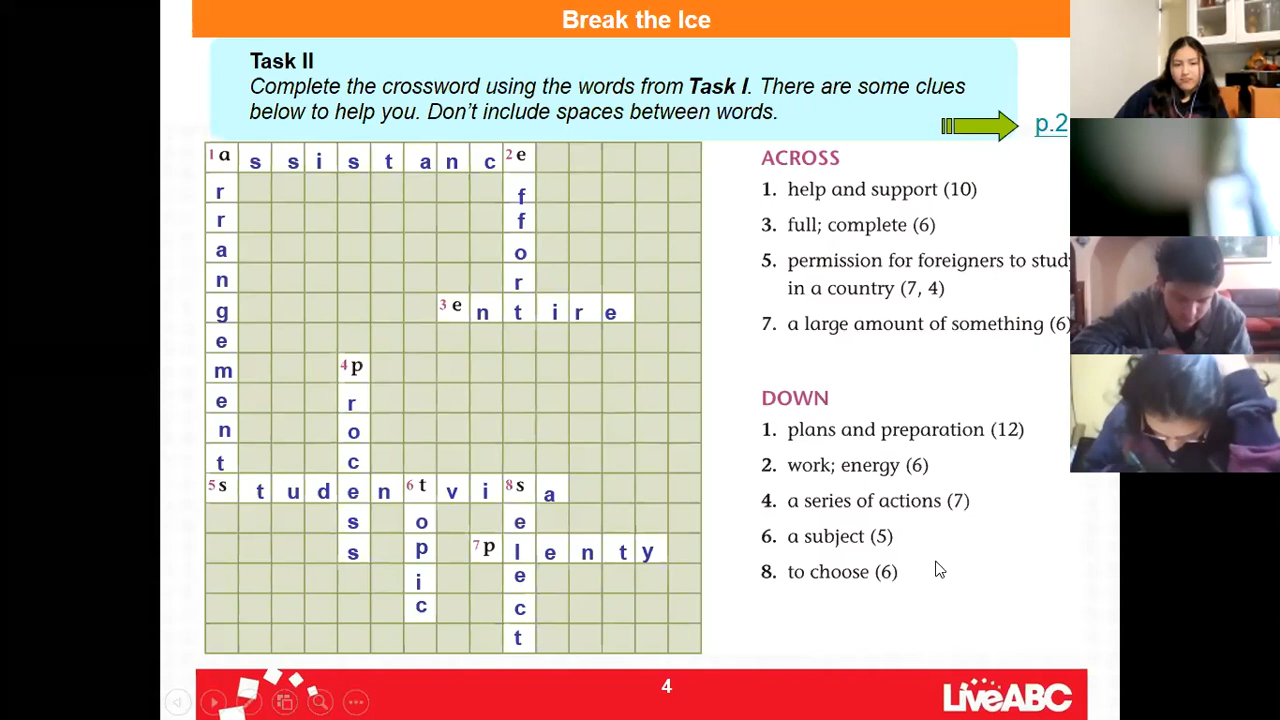 Break the Ice
Task II
Complete the crossword using the words from Task I. There are some clues
below to help you. Don't include spaces between words.
p.2
1 a s s i s t a n c 2 e
r f
r f
a o
n r
g 3 e n t i r e
e
m 4 p
e r
n o
t c
5 s t u d e n 6 t v i 8 s a
s o e
s p 7 p l e n t y
i e
c c
t
ACROSS
1. help and support (10)
3. full; complete (6)
5. permission for foreigners to stud
in a country (7, 4)
7. a large amount of something (6)
DOWN
1. plans and preparation (12)
2. work; energy (6)
4. a series of actions (7)
6. a subject (5)
8. to choose (6)
4
LiveABC